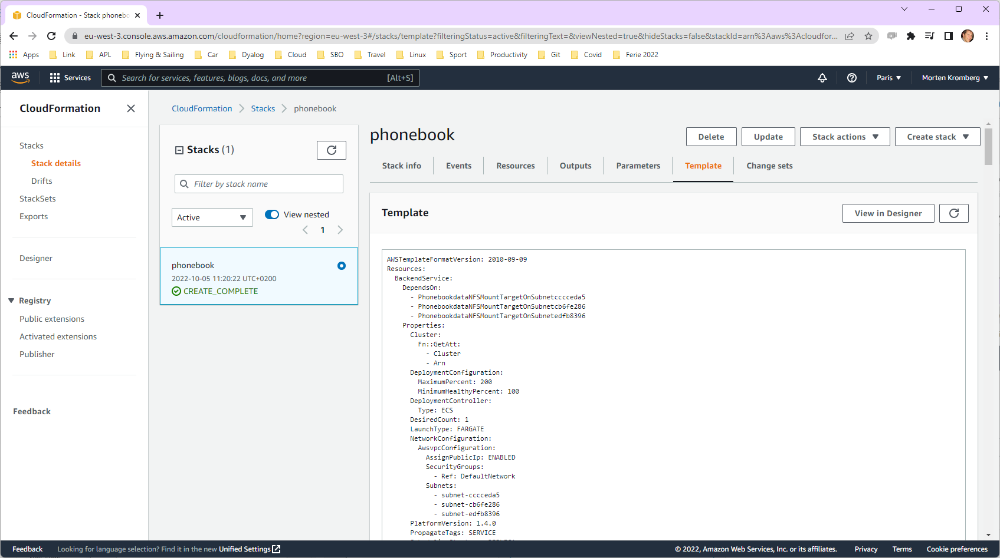 CloudFormation - Stack phonebo
eu-west-3.console.aws.amazon.com/cloudformation/home?region=eu-west-3#/stacks/template?filteringStatus=active&filteringText=&viewNested=true&hideStacks=false&stackId=arn%3Aaws%3Acloudfor...
Apps Link APL Flying & Sailing Car Dyalog Cloud SBO Travel Linux Sport Productivity Git Covid Ferie 2022
aws Services Search for services, features, blogs, docs, and more [Alt+S] Paris Morten Kromberg
CloudFormation
Stacks
Stack details
Drifts
StackSets
Exports
Designer
Registry
Public extensions
Activated extensions
Publisher
Feedback
CloudFormation Stacks phonebook
Stacks (1)
Filter by stack name
Active View nested
1
phonebook
2022-10-05 11:20:22 UTC+0200
CREATE_COMPLETE
phonebook
Delete Update Stack actions Create stack
Stack info Events Resources Outputs Parameters Template Change sets
Template
View in Designer
AWSTemplateFormatVersion: 2010-09-09
Resources:
  BackendService:
    DependsOn:
      - PhonebookdataNFSMountTargetOnSubnetcccceda5
      - PhonebookdataNFSMountTargetOnSubnetcb6fe286
      - PhonebookdataNFSMountTargetOnSubnetedfb8396
    Properties:
      Cluster:
        Fn::GetAtt:
          - Cluster
          - Arn
      DeploymentConfiguration:
        MaximumPercent: 200
        MinimumHealthyPercent: 100
      DeploymentController:
        Type: ECS
      DesiredCount: 1
      LaunchType: FARGATE
      NetworkConfiguration:
        AwsvpcConfiguration:
          AssignPublicIp: ENABLED
          SecurityGroups:
            - Ref: DefaultNetwork
          Subnets:
            - subnet-cccceda5
            - subnet-cb6fe286
            - subnet-edfb8396
      PlatformVersion: 1.4.0
      PropagateTags: SERVICE
Feedback Looking for language selection? Find it in the new Unified Settings © 2022, Amazon Web Services, Inc. or its affiliates. Privacy Terms Cookie preferences